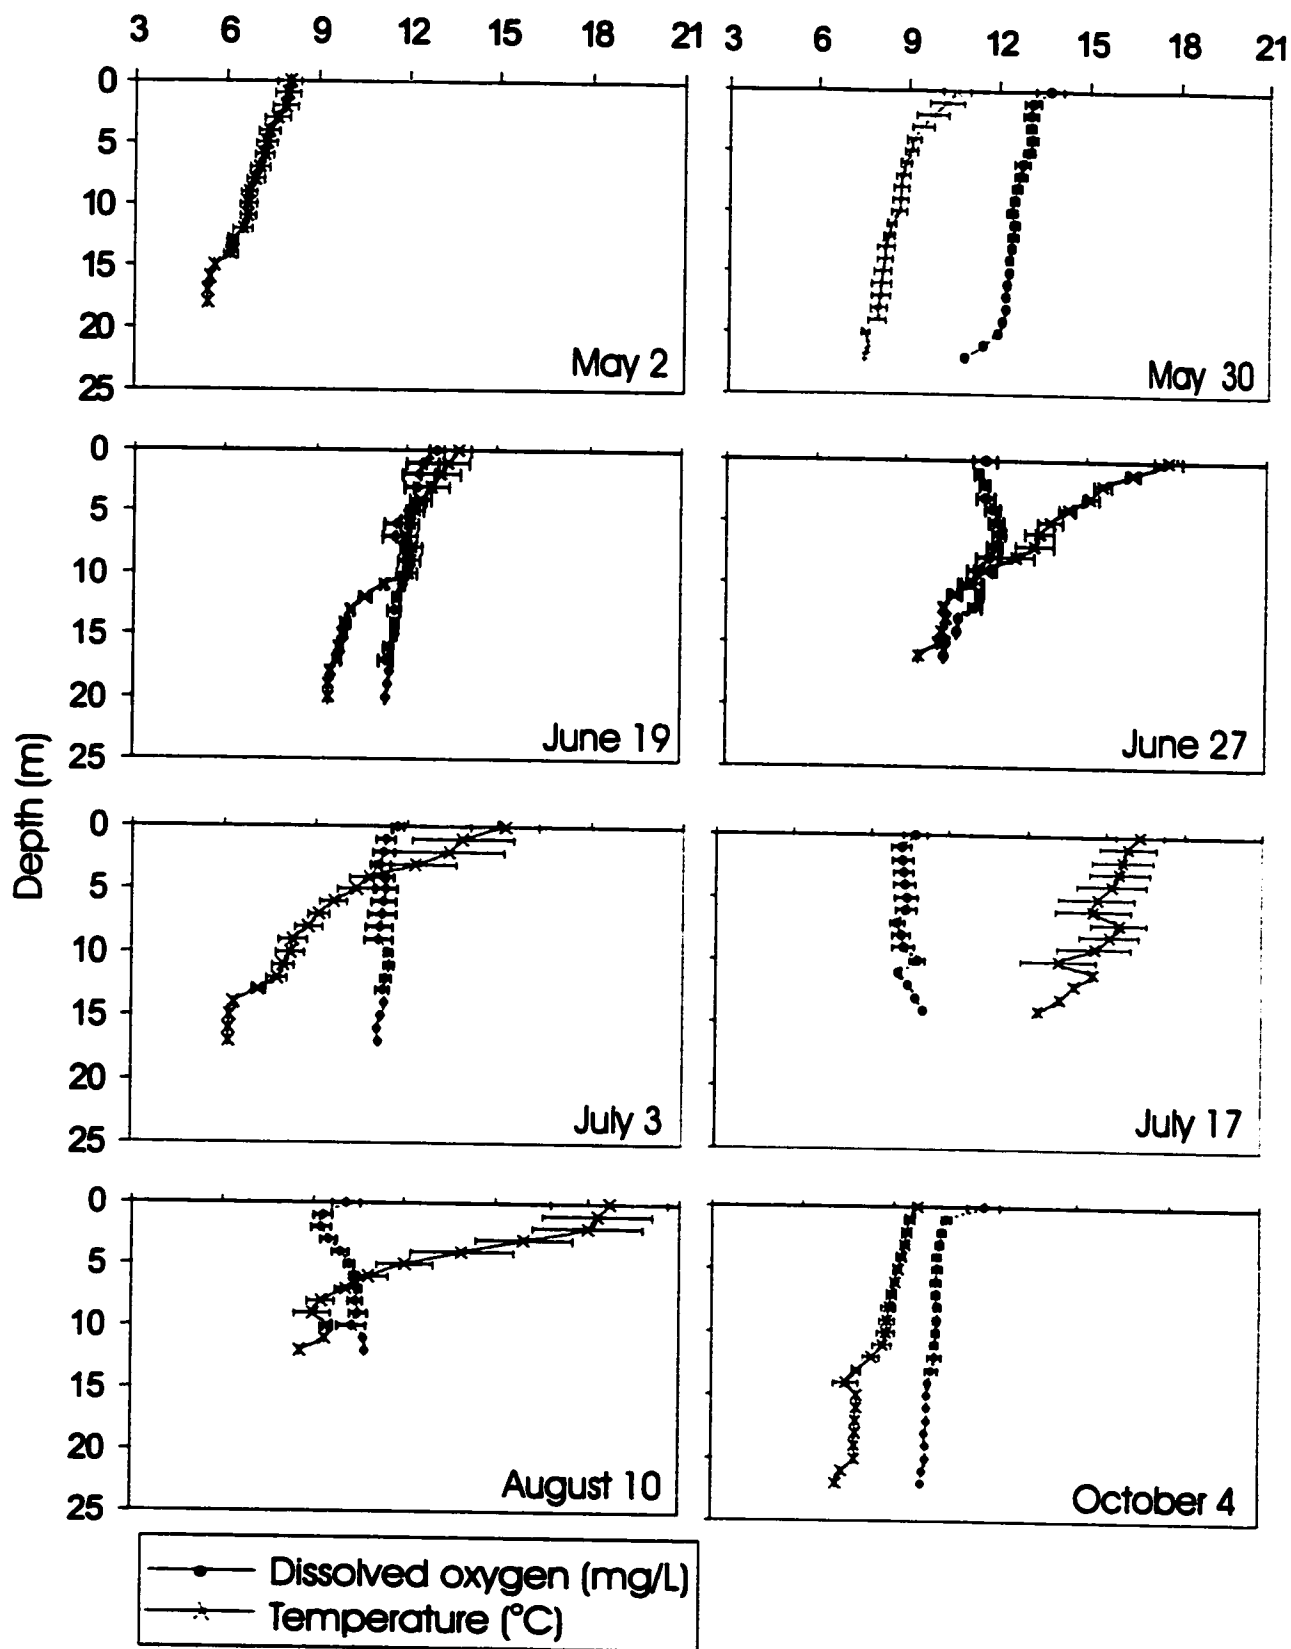 3 6 9 12 15 18 21 3 6 9 12 15 18 21
0
5
10
15
20
25
May 2
May 30
0
5
10
15
20
25
June 19
June 27
Depth (m)
0
5
10
15
20
25
July 3
July 17
0
5
10
15
20
25
August 10
October 4
Dissolved oxygen (mg/L)
Temperature (°C)